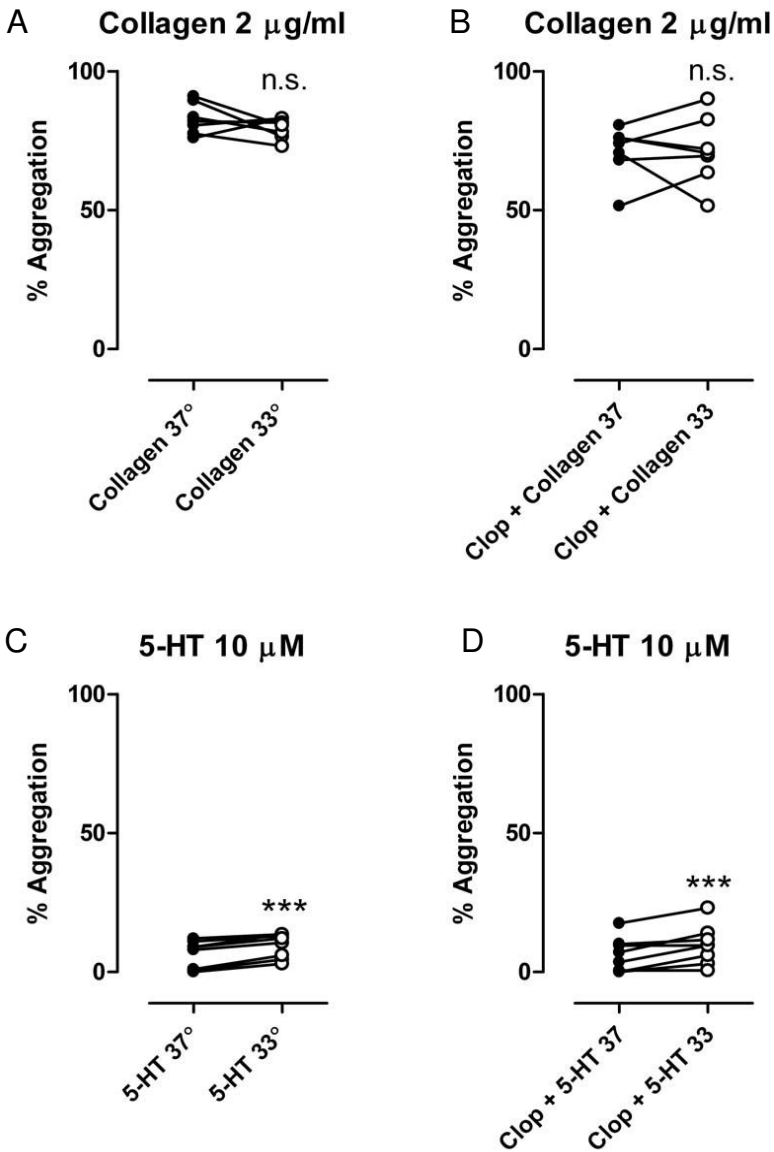 A
Collagen 2 μg/ml
n.s.
100
50
0
% Aggregation
Collagen 37°
Collagen 33°
B
Collagen 2 μg/ml
n.s.
100
50
0
% Aggregation
Clop + Collagen 37
Clop + Collagen 33
C
5-HT 10 μM
100
50
0
% Aggregation
***
5-HT 37°
5-HT 33°
D
5-HT 10 μM
100
50
0
% Aggregation
***
Clop + 5-HT 37
Clop + 5-HT 33